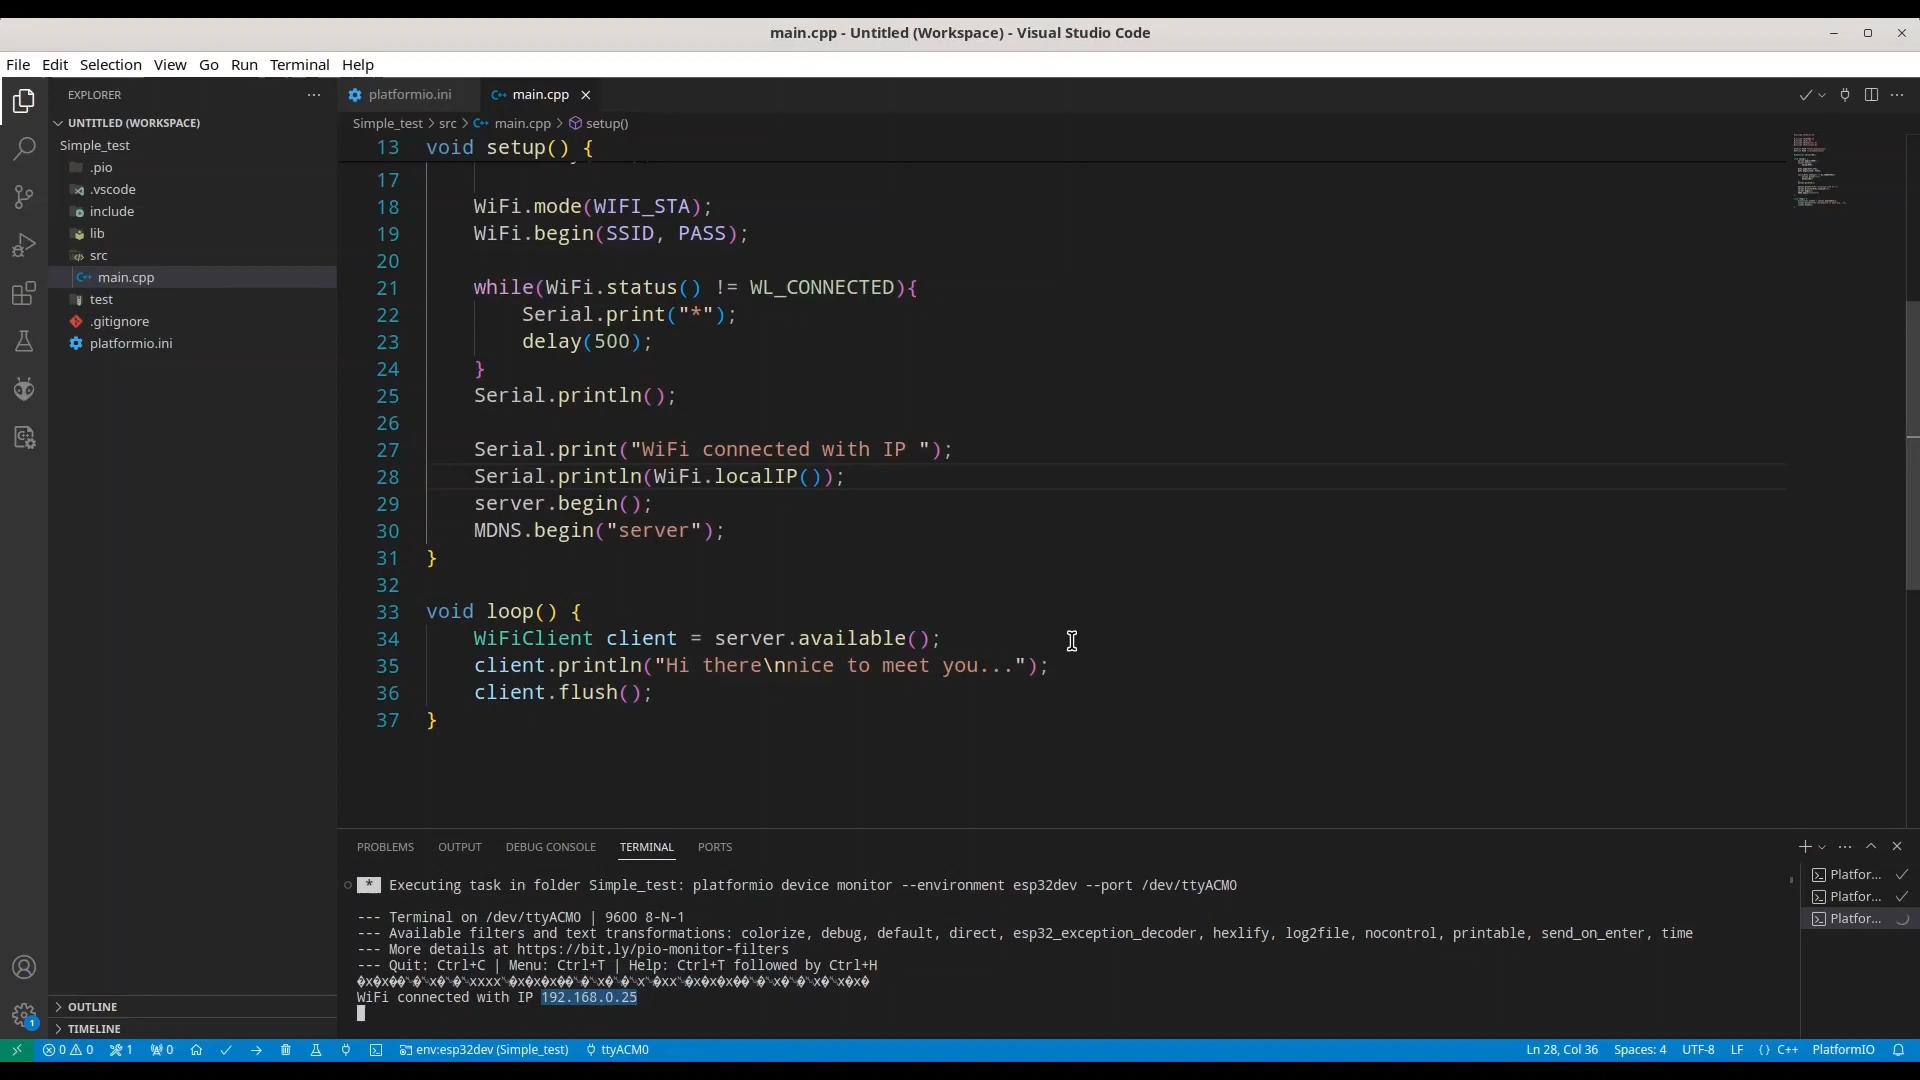 main.cpp - Untitled (Workspace) - Visual Studio Code
File Edit Selection View Go Run Terminal Help
EXPLORER
UNTITLED (WORKSPACE)
Simple_test
.pio
.vscode
include
lib
src
main.cpp
test
.gitignore
platformio.ini
OUTLINE
TIMELINE
platformio.ini main.cpp
Simple_test > src > main.cpp > setup()
13 void setup() {
17
18 WiFi.mode(WIFI_STA);
19 WiFi.begin(SSID, PASS);
20
21 while(WiFi.status() != WL_CONNECTED){
22 Serial.print("*");
23 delay(500);
24 }
25 Serial.println();
26
27 Serial.print("WiFi connected with IP ");
28 Serial.println(WiFi.localIP());
29 server.begin();
30 MDNS.begin("server");
31 }
32
33 void loop() {
34 WiFiClient client = server.available();
35 client.println("Hi there\nnice to meet you...");
36 client.flush();
37 }
PROBLEMS OUTPUT DEBUG CONSOLE TERMINAL PORTS
* Executing task in folder Simple_test: platformio device monitor --environment esp32dev --port /dev/ttyACM0
--- Terminal on /dev/ttyACM0 | 9600 8-N-1
--- Available filters and text transformations: colorize, debug, default, direct, esp32_exception_decoder, hexlify, log2file, nocontrol, printable, send_on_enter, time
--- More details at https://bit.ly/pio-monitor-filters
--- Quit: Ctrl+C | Menu: Ctrl+T | Help: Ctrl+T followed by Ctrl+H
WiFi connected with IP 192.168.0.25
Platfor...
Platfor...
Platfor...
1
0 0 1 0 env:esp32dev (Simple_test) ttyACM0 Ln 28, Col 36 Spaces: 4 UTF-8 LF {} C++ PlatformIO